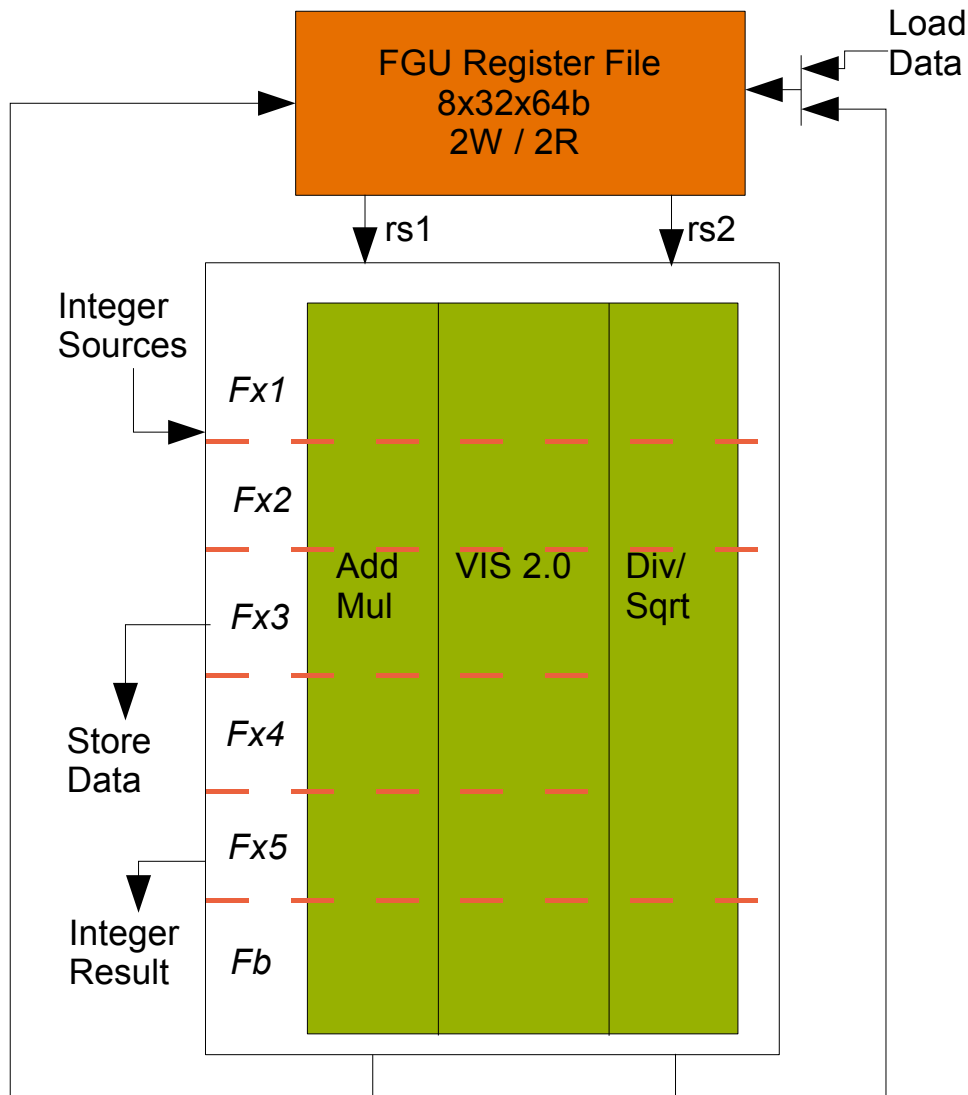 Load
Data
FGU Register File
8x32x64b
2W / 2R
rs1
rs2
Integer
Sources
Fx1
Fx2
Add
Mul
VIS 2.0
Div/
Sqrt
Fx3
Store
Data
Fx4
Fx5
Integer
Result
Fb